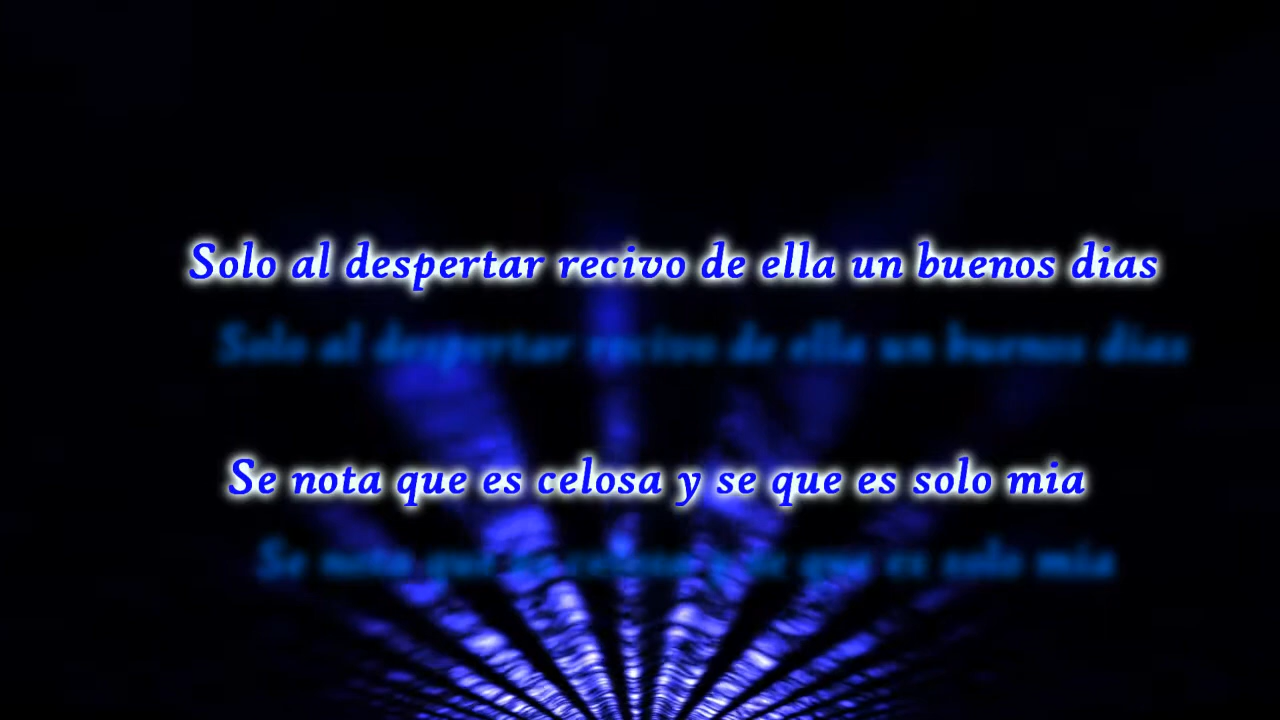 Solo al despertar recivo de ella un buenos dias
Solo al despertar recivo de ella un buenos dias
Se nota que es celosa y se que es solo mia
Se nota que es celosa y se que es solo mia